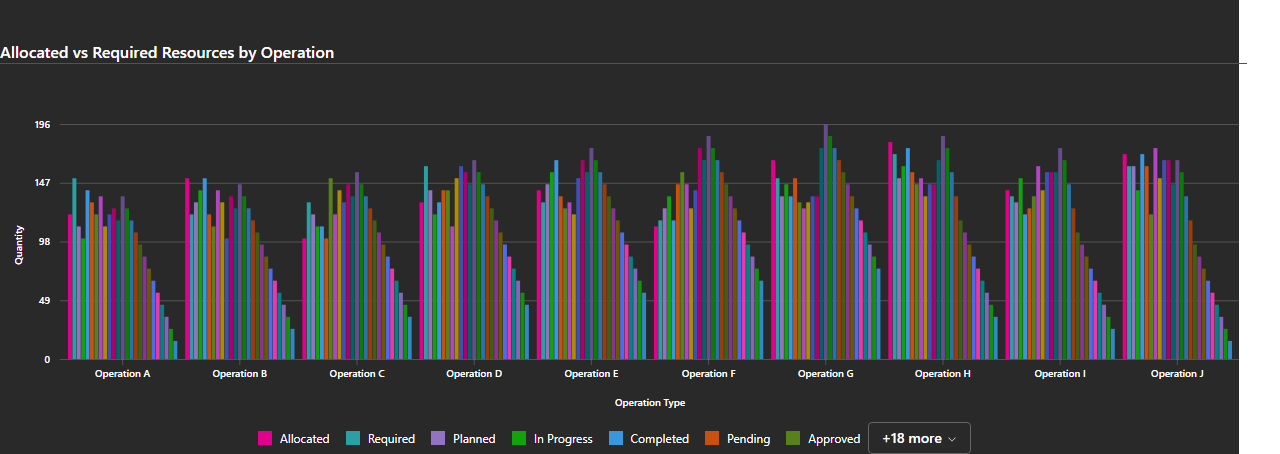 Allocated vs Required Resources by Operation
196
147
98
49
0
Quantity
Operation A Operation B Operation C Operation D Operation E Operation F Operation G Operation H Operation I Operation J
Operation Type
Allocated Required Planned In Progress Completed Pending Approved +18 more